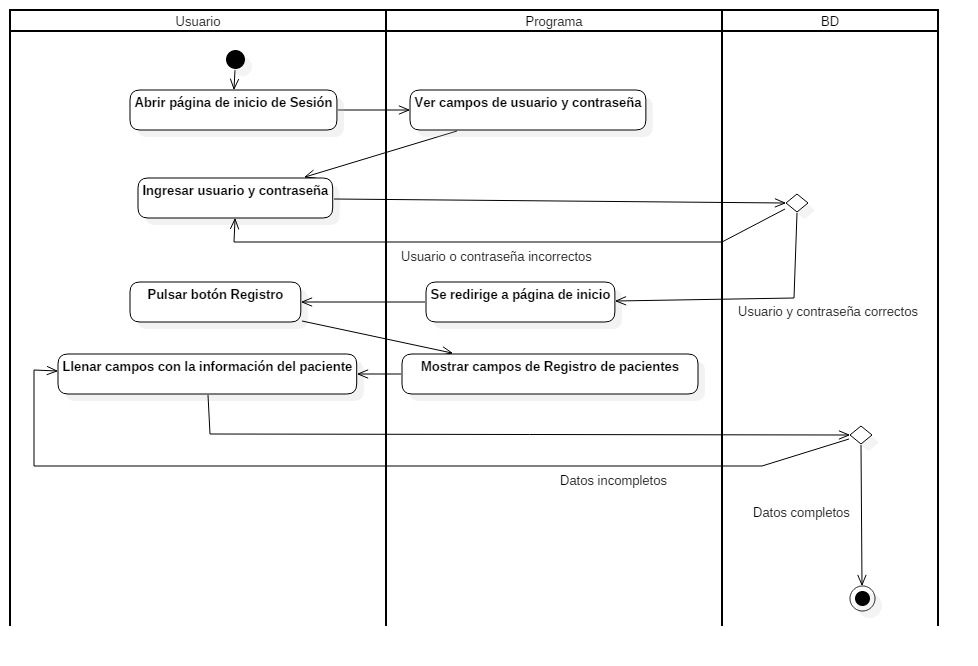 Usuario
Programa
BD
Abrir página de inicio de Sesión
Ver campos de usuario y contraseña
Ingresar usuario y contraseña
Usuario o contraseña incorrectos
Pulsar botón Registro
Se redirige a página de inicio
Usuario y contraseña correctos
Llenar campos con la información del paciente
Mostrar campos de Registro de pacientes
Datos incompletos
Datos completos